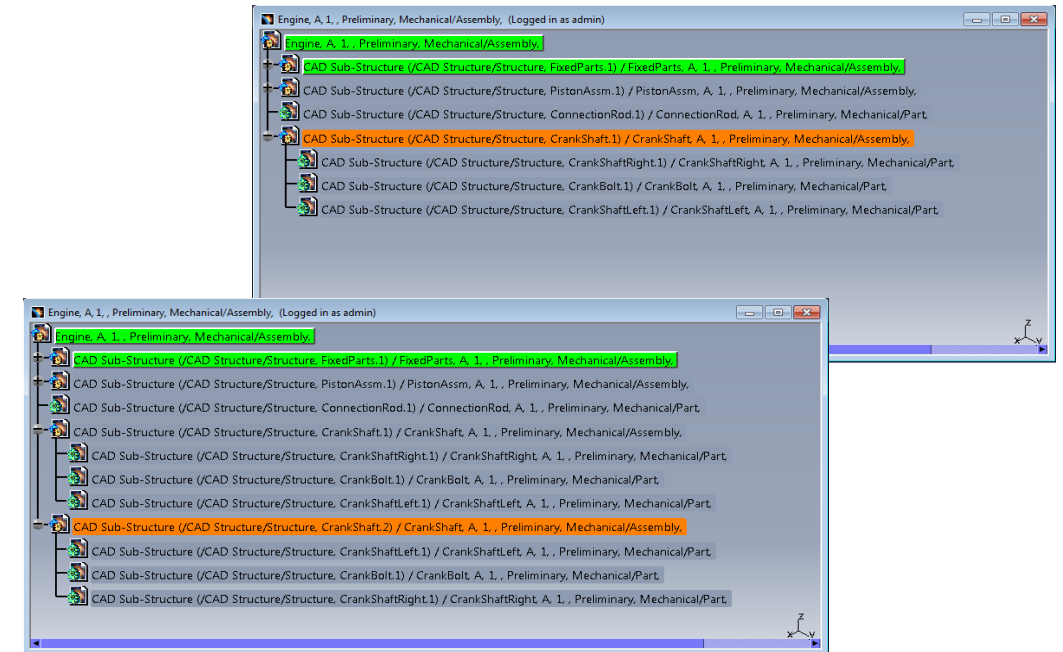 Engine, A, 1, , Preliminary, Mechanical/Assembly, (Logged in as admin)
Engine, A, 1, , Preliminary, Mechanical/Assembly,
CAD Sub-Structure (/CAD Structure/Structure, FixedParts.1) / FixedParts, A, 1, , Preliminary, Mechanical/Assembly,
CAD Sub-Structure (/CAD Structure/Structure, PistonAssm.1) / PistonAssm, A, 1, , Preliminary, Mechanical/Assembly,
CAD Sub-Structure (/CAD Structure/Structure, ConnectionRod.1) / ConnectionRod, A, 1, , Preliminary, Mechanical/Part,
CAD Sub-Structure (/CAD Structure/Structure, CrankShaft.1) / CrankShaft, A, 1, , Preliminary, Mechanical/Assembly,
CAD Sub-Structure (/CAD Structure/Structure, CrankShaftRight.1) / CrankShaftRight, A, 1, , Preliminary, Mechanical/Part,
CAD Sub-Structure (/CAD Structure/Structure, CrankBolt.1) / CrankBolt, A, 1, , Preliminary, Mechanical/Part,
CAD Sub-Structure (/CAD Structure/Structure, CrankShaftLeft.1) / CrankShaftLeft, A, 1, , Preliminary, Mechanical/Part,
z
x y
Engine, A, 1, , Preliminary, Mechanical/Assembly, (Logged in as admin)
Engine, A, 1, , Preliminary, Mechanical/Assembly,
CAD Sub-Structure (/CAD Structure/Structure, FixedParts.1) / FixedParts, A, 1, , Preliminary, Mechanical/Assembly,
CAD Sub-Structure (/CAD Structure/Structure, PistonAssm.1) / PistonAssm, A, 1, , Preliminary, Mechanical/Assembly,
CAD Sub-Structure (/CAD Structure/Structure, ConnectionRod.1) / ConnectionRod, A, 1, , Preliminary, Mechanical/Part,
CAD Sub-Structure (/CAD Structure/Structure, CrankShaft.1) / CrankShaft, A, 1, , Preliminary, Mechanical/Assembly,
CAD Sub-Structure (/CAD Structure/Structure, CrankShaftRight.1) / CrankShaftRight, A, 1, , Preliminary, Mechanical/Part,
CAD Sub-Structure (/CAD Structure/Structure, CrankBolt.1) / CrankBolt, A, 1, , Preliminary, Mechanical/Part,
CAD Sub-Structure (/CAD Structure/Structure, CrankShaftLeft.1) / CrankShaftLeft, A, 1, , Preliminary, Mechanical/Part,
CAD Sub-Structure (/CAD Structure/Structure, CrankShaft.2) / CrankShaft, A, 1, , Preliminary, Mechanical/Assembly,
CAD Sub-Structure (/CAD Structure/Structure, CrankShaftLeft.1) / CrankShaftLeft, A, 1, , Preliminary, Mechanical/Part,
CAD Sub-Structure (/CAD Structure/Structure, CrankBolt.1) / CrankBolt, A, 1, , Preliminary, Mechanical/Part,
CAD Sub-Structure (/CAD Structure/Structure, CrankShaftRight.1) / CrankShaftRight, A, 1, , Preliminary, Mechanical/Part,
z
x y